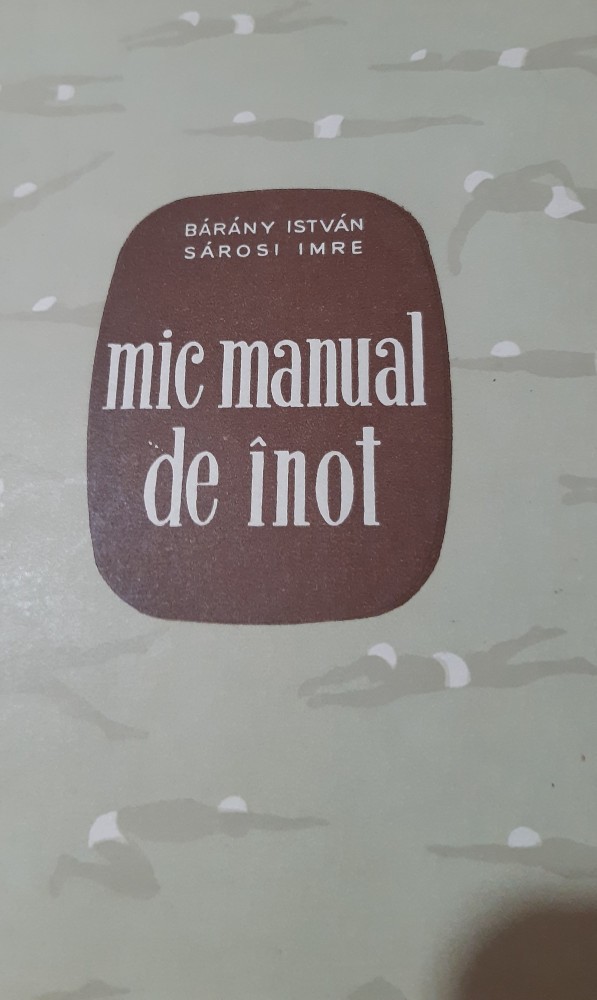 BÁRÁNY ISTVÁN
SÁROSI IMRE
mic manual
de înot